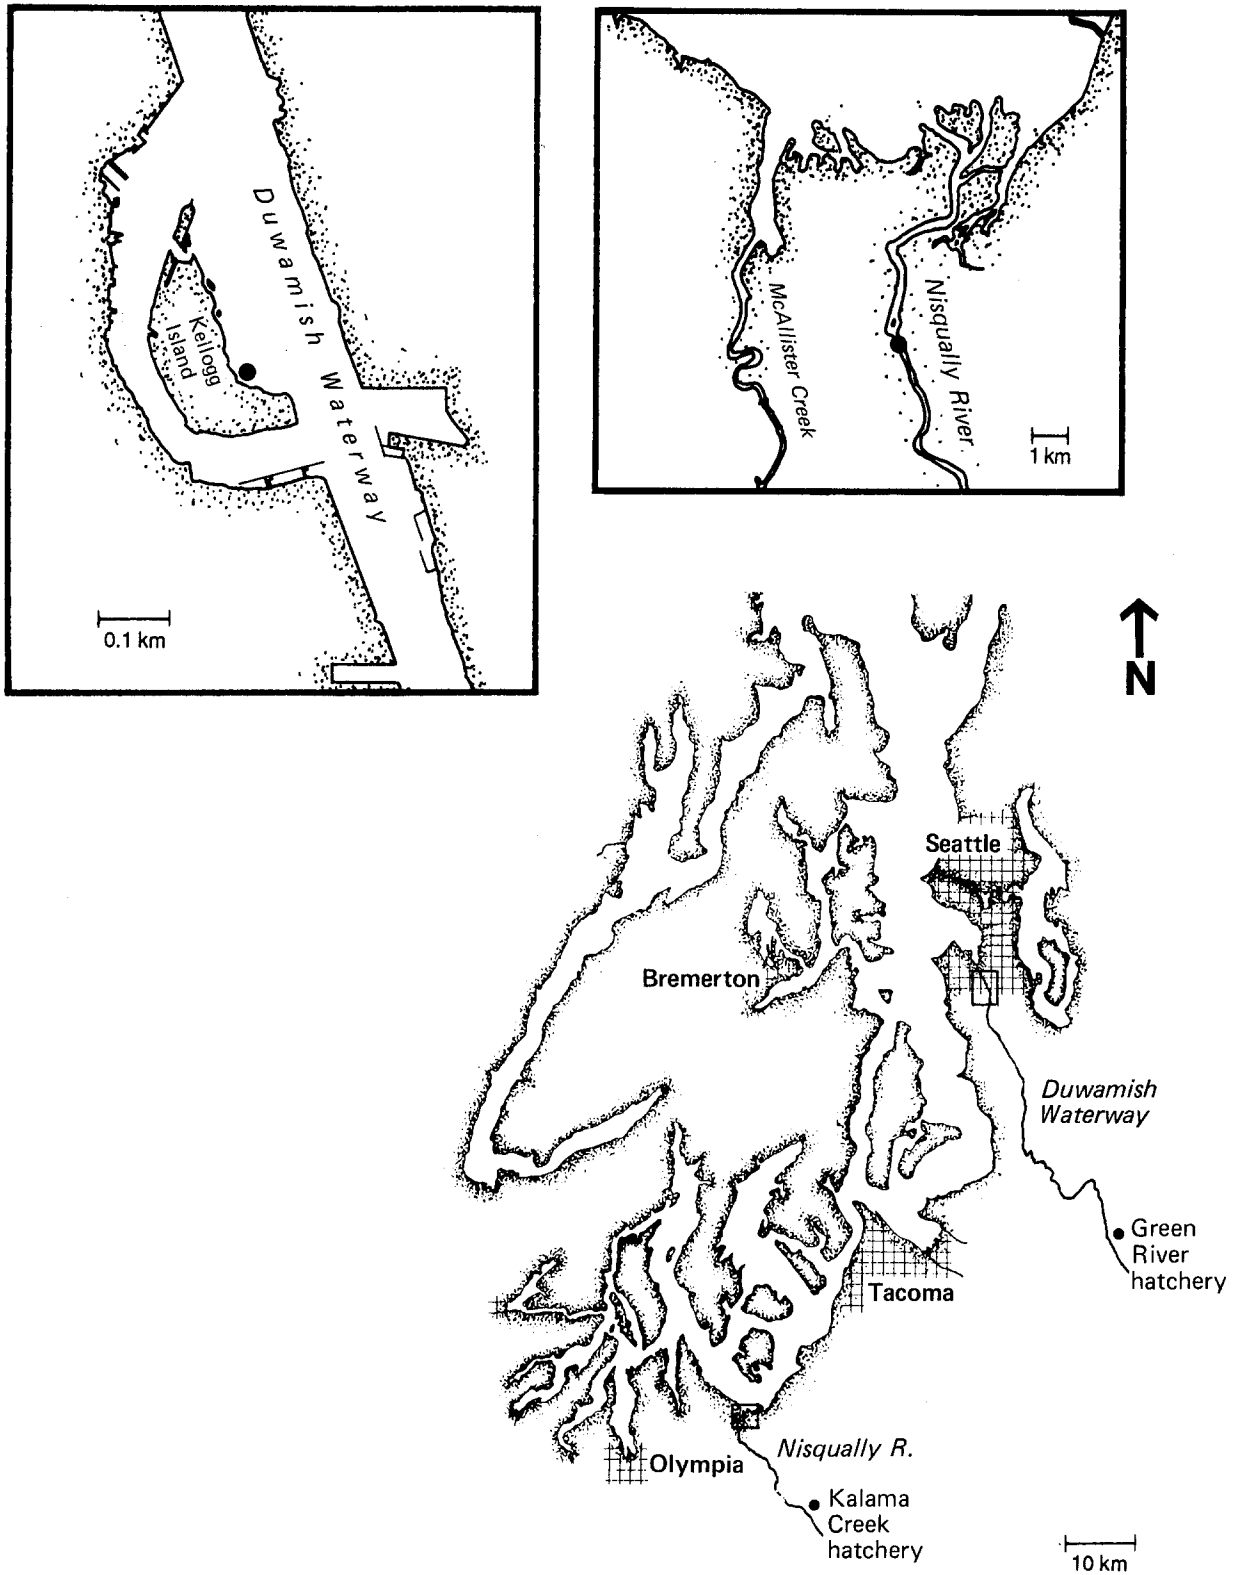 Duwamish Waterway
Kellogg
Island
0.1 km
McAllister Creek
Nisqually River
1 km
N
Seattle
Bremerton
Duwamish
Waterway
Green
River
hatchery
Tacoma
Nisqually R.
Olympia
Kalama
Creek
hatchery
10 km